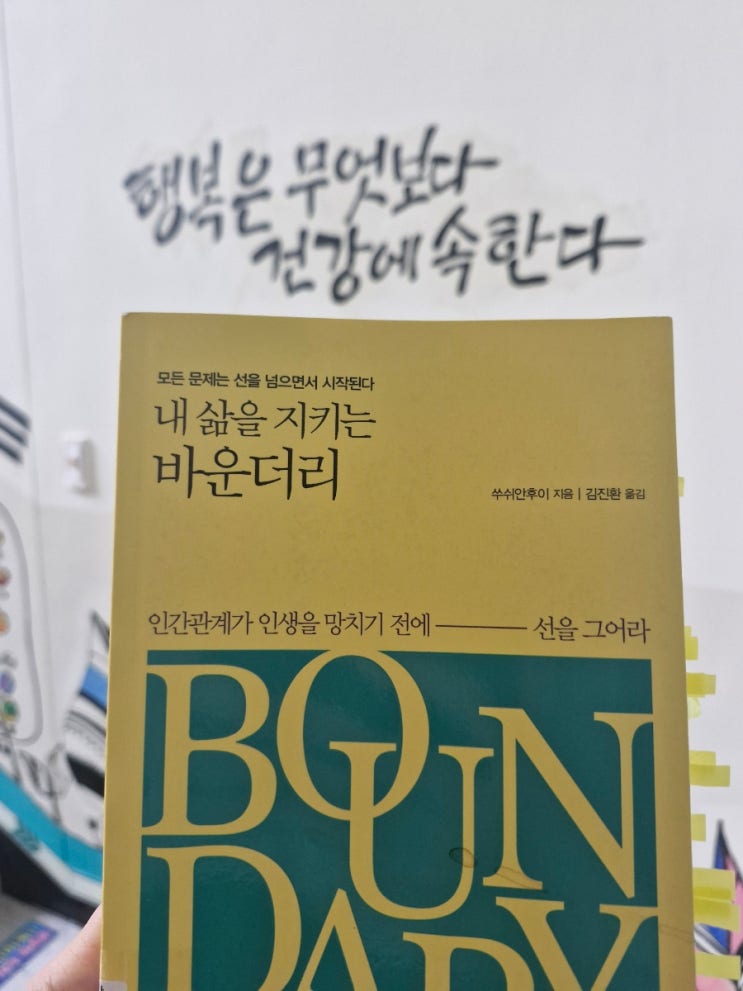 행복은 무엇보다
건강에 속한다
모든 문제는 선을 넘으면서 시작된다
내 삶을 지키는
바운더리
쑤쉬안후이 지음 | 김진환 옮김
인간관계가 인생을 망치기 전에 ——— 선을 그어라
BOUN
DARY